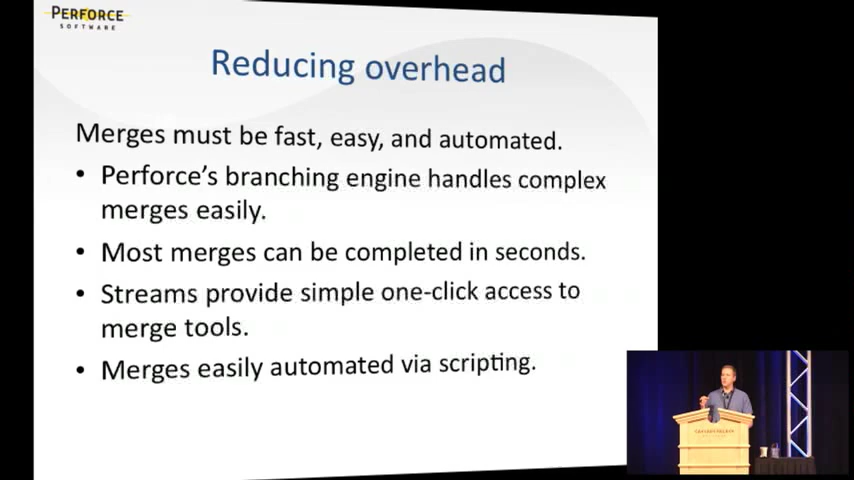 PERFORCE
SOFTWARE
Reducing overhead
Merges must be fast, easy, and automated.
• Perforce's branching engine handles complex
merges easily.
• Most merges can be completed in seconds.
• Streams provide simple one-click access to
merge tools.
• Merges easily automated via scripting.